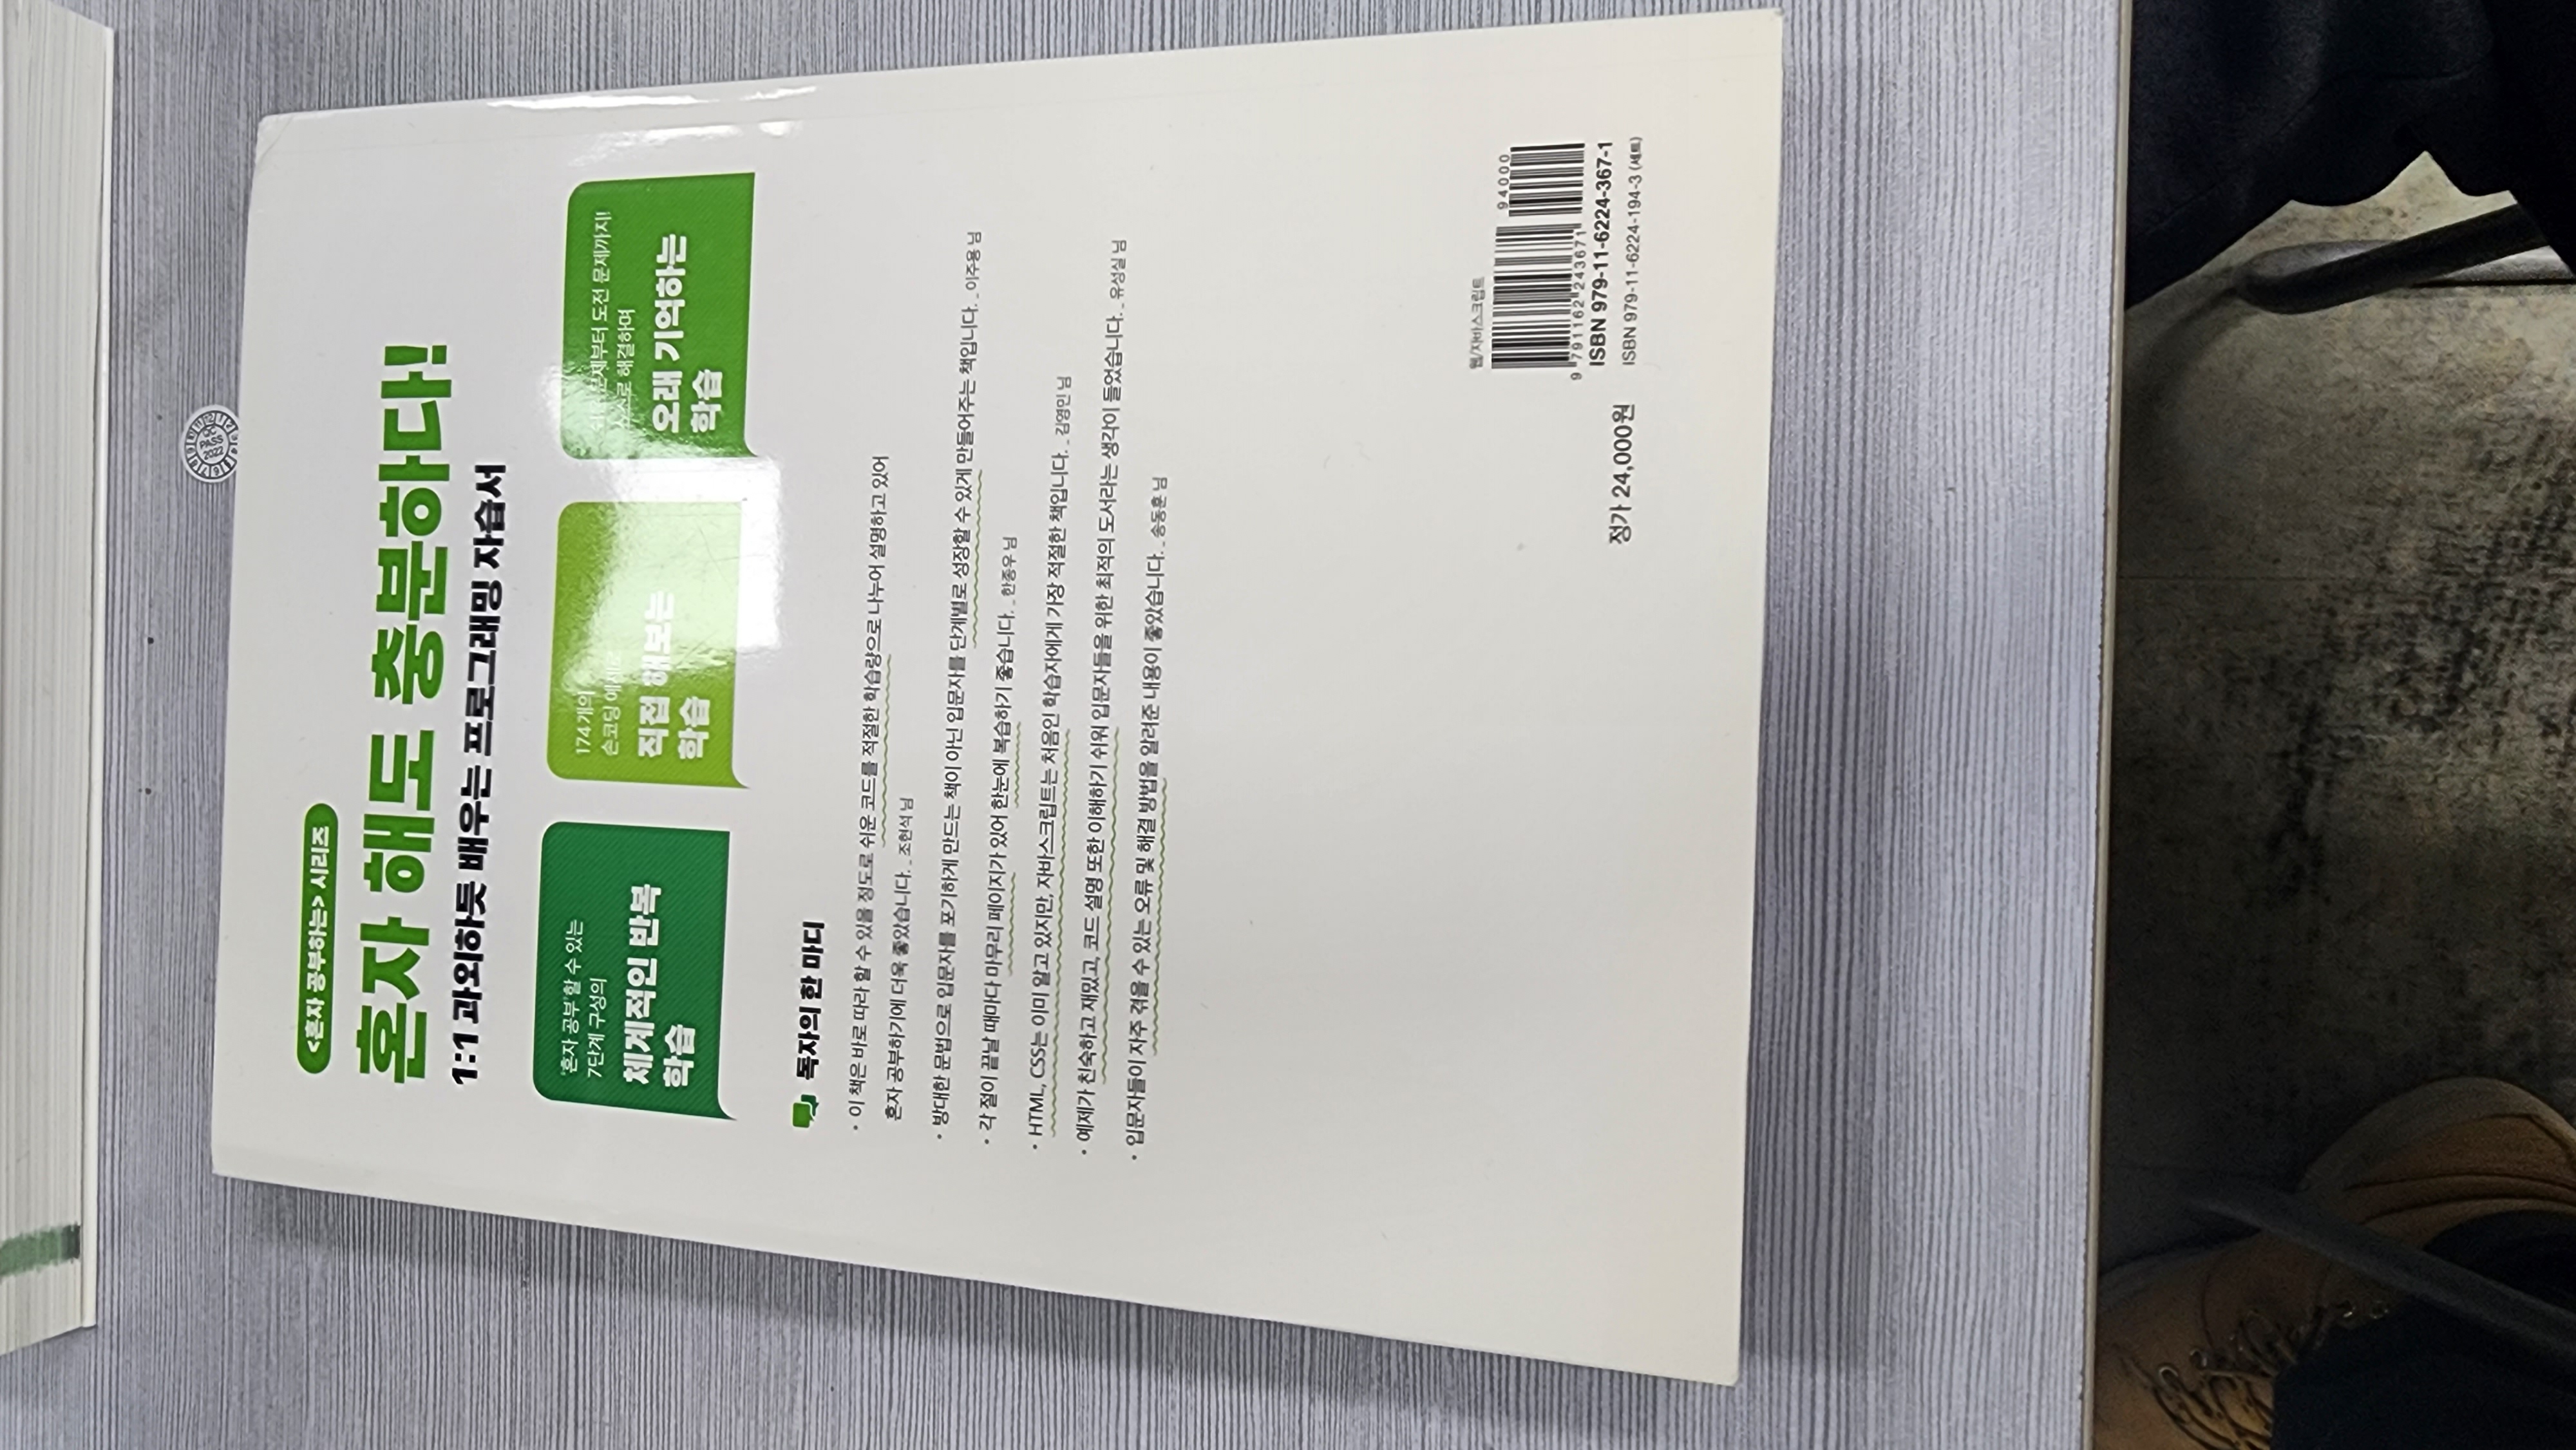 <혼자 공부하는> 시리즈
혼자 해도 충분하다!
1:1 과외하듯 배우는 프로그래밍 자습서
'혼자 공부'할 수 있는
7단계 구성의
체계적인 반복
학습
174개의
손코딩 예제로
직접 해보는
학습
쉬운 문제부터 도전 문제까지!
스스로 해결하며
오래 기억하는
학습
독자의 한 마디
• 이 책은 바로 따라 할 수 있을 정도로 쉬운 코드를 적절한 학습량으로 나누어 설명하고 있어
혼자 공부하기에 더욱 좋았습니다. _ 조현석 님
• 방대한 문법으로 입문자를 포기하게 만드는 책이 아닌 입문자를 단계별로 성장할 수 있게 만들어주는 책입니다. _ 이주용 님
• 각 절이 끝날 때마다 마무리 페이지가 있어 한눈에 복습하기 좋습니다. _ 한종우 님
• HTML, CSS는 이미 알고 있지만, 자바스크립트는 처음인 학습자에게 가장 적절한 책입니다. _ 김영민 님
• 예제가 친숙하고 재밌고, 코드 설명 또한 이해하기 쉬워 입문자들을 위한 최적의 도서라는 생각이 들었습니다. _ 유성실 님
• 입문자들이 자주 겪을 수 있는 오류 및 해결 방법을 알려준 내용이 좋았습니다. _ 송동훈 님
웹/자바스크립트
94000
9 791162 243671
ISBN 979-11-6224-367-1
정가 24,000원
ISBN 979-11-6224-194-3 (세트)